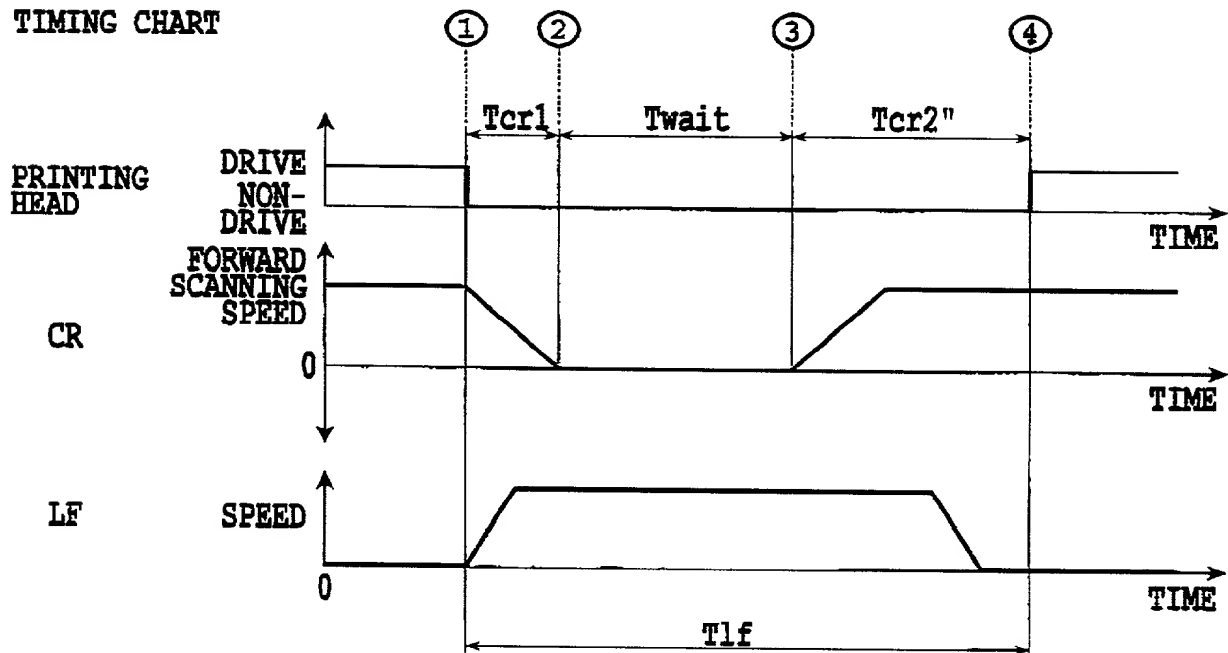 TIMING CHART
① ② ③ ④
Tcr1 Twait Tcr2"
PRINTING
HEAD
DRIVE
NON-
DRIVE
TIME
CR
FORWARD
SCANNING
SPEED
0
TIME
LF
SPEED
0
TIME
Tlf